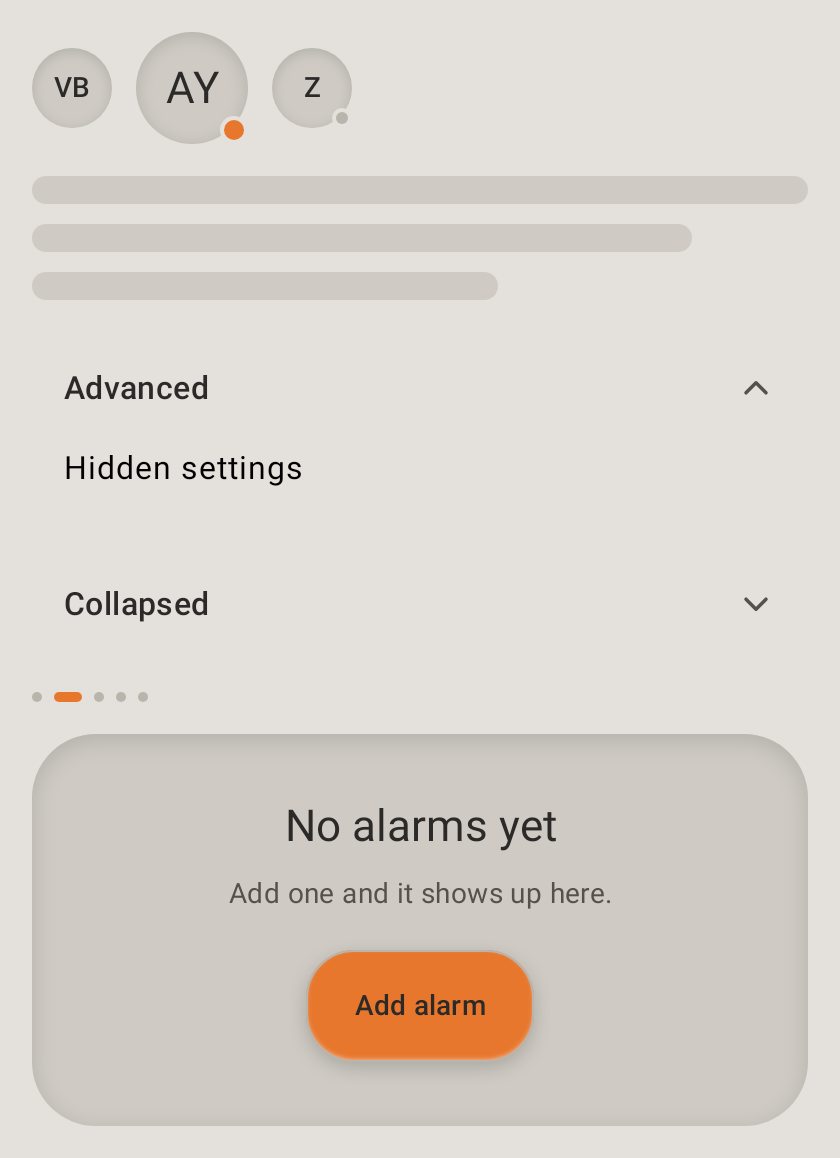 VB AY Z
Advanced
Hidden settings
Collapsed
No alarms yet
Add one and it shows up here.
Add alarm